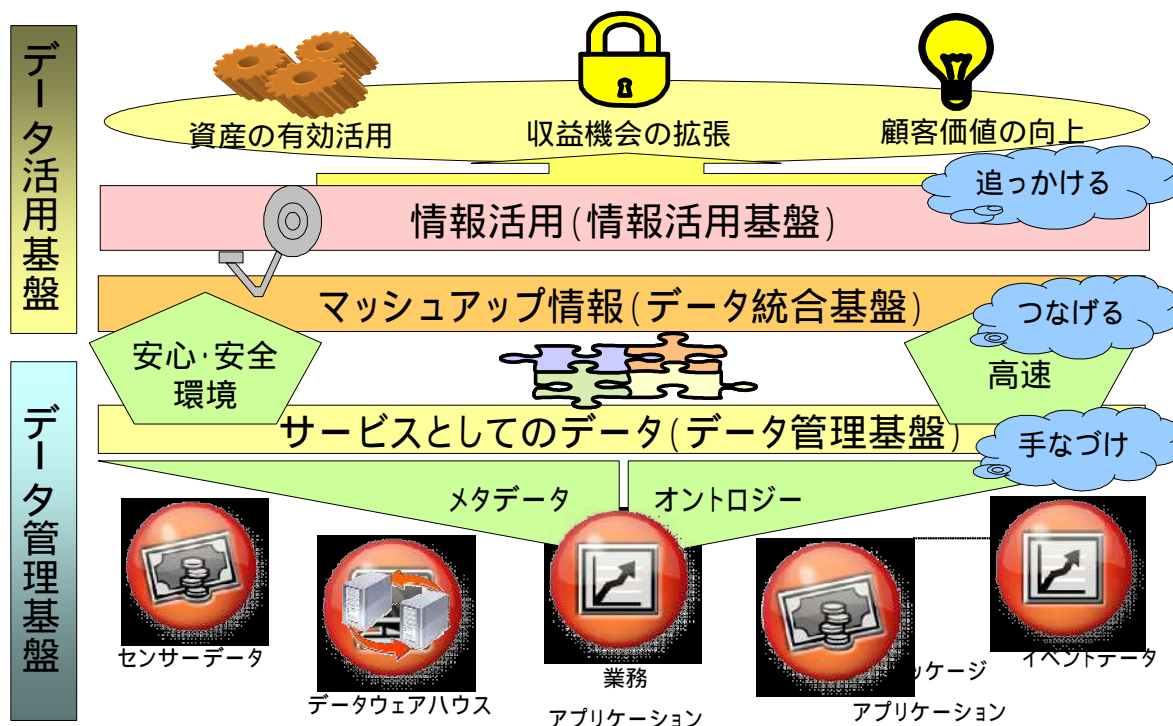 データ活用基盤
資産の有効活用
収益機会の拡張
顧客価値の向上
追っかける
情報活用(情報活用基盤)
マッシュアップ情報(データ統合基盤)
つなげる
安心・安全
環境
高速
データ管理基盤
サービスとしてのデータ(データ管理基盤)
手なづけ
メタデータ
オントロジー
センサーデータ
データウェアハウス
業務
アプリケーション
ッケージ
アプリケーション
イベントデータ